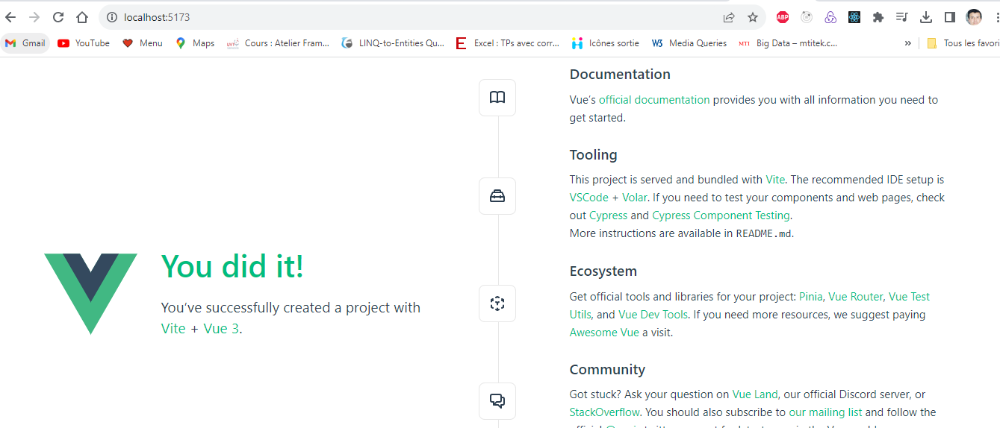 localhost:5173
ABP
Gmail YouTube Menu Maps Cours : Atelier Fram... LINQ-to-Entities Qu... E Excel : TPs avec corr... Icônes sortie W3 Media Queries MTI Big Data – mtitek.c... » Tous les favori
Documentation
Vue’s official documentation provides you with all information you need to
get started.
Tooling
This project is served and bundled with Vite. The recommended IDE setup is
VSCode + Volar. If you need to test your components and web pages, check
out Cypress and Cypress Component Testing.
More instructions are available in README.md.
You did it!
You’ve successfully created a project with
Vite + Vue 3.
Ecosystem
Get official tools and libraries for your project: Pinia, Vue Router, Vue Test
Utils, and Vue Dev Tools. If you need more resources, we suggest paying
Awesome Vue a visit.
Community
Got stuck? Ask your question on Vue Land, our official Discord server, or
StackOverflow. You should also subscribe to our mailing list and follow the